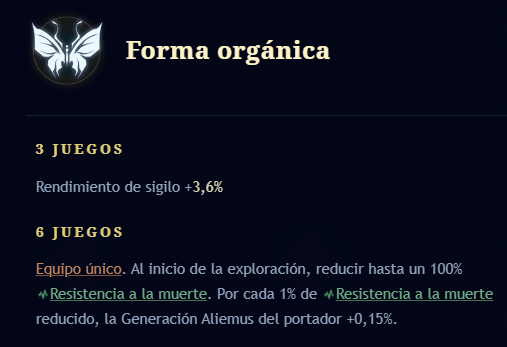 Forma orgánica
3 JUEGOS
Rendimiento de sigilo +3,6%
6 JUEGOS
Equipo único. Al inicio de la exploración, reducir hasta un 100%
Resistencia a la muerte. Por cada 1% de Resistencia a la muerte
reducido, la Generación Aliemus del portador +0,15%.